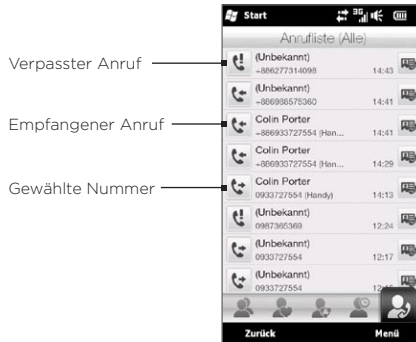 Start
3G
Anrufliste (Alle)
Verpasster Anruf
(Unbekannt)
+886277314098 14:43
(Unbekannt)
+886988575360 14:41
Empfangener Anruf
Colin Porter
+886933727554 (Han... 14:41
Colin Porter
+886933727554 (Han... 14:29
Gewählte Nummer
Colin Porter
0933727554 (Handy) 14:13
(Unbekannt)
0987365369 12:24
(Unbekannt)
0933727554 12:17
(Unbekannt)
0933727554
Zurück Menü